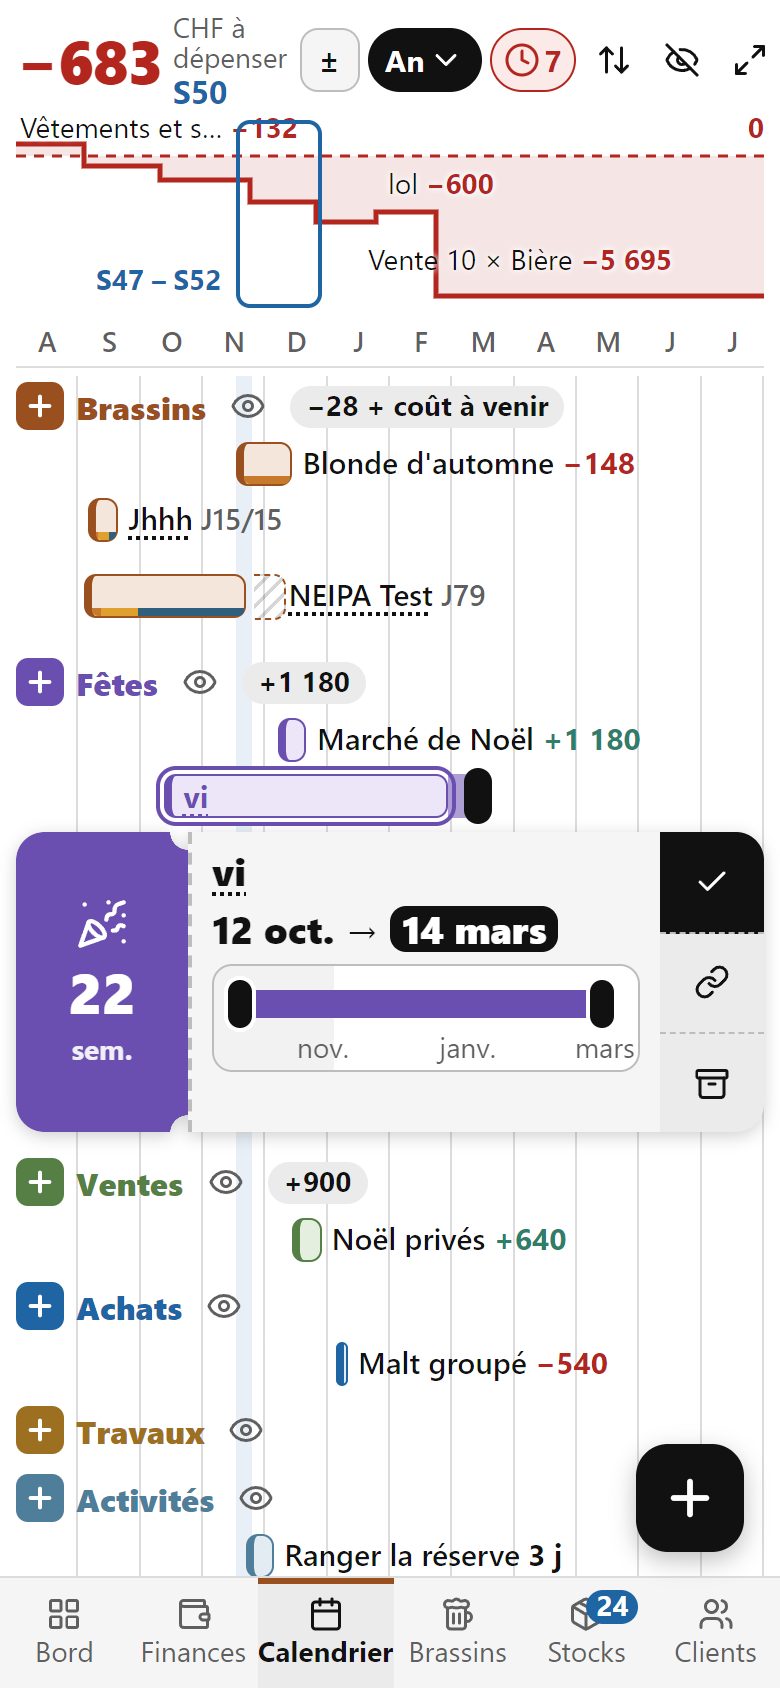 −683
CHF à
dépenser
S50
±
An
7
Vêtements et s... −132
0
lol −600
Vente 10 × Bière −5 695
S47 – S52
A S O N D J F M A M J J
Brassins
−28 + coût à venir
Blonde d'automne −148
Jhhh J15/15
NEIPA Test J79
Fêtes
+1 180
Marché de Noël +1 180
vi
22
sem.
vi
12 oct. → 14 mars
nov. janv. mars
Ventes
+900
Noël privés +640
Achats
Malt groupé −540
Travaux
Activités
Ranger la réserve 3 j
24
Bord Finances Calendrier Brassins Stocks Clients